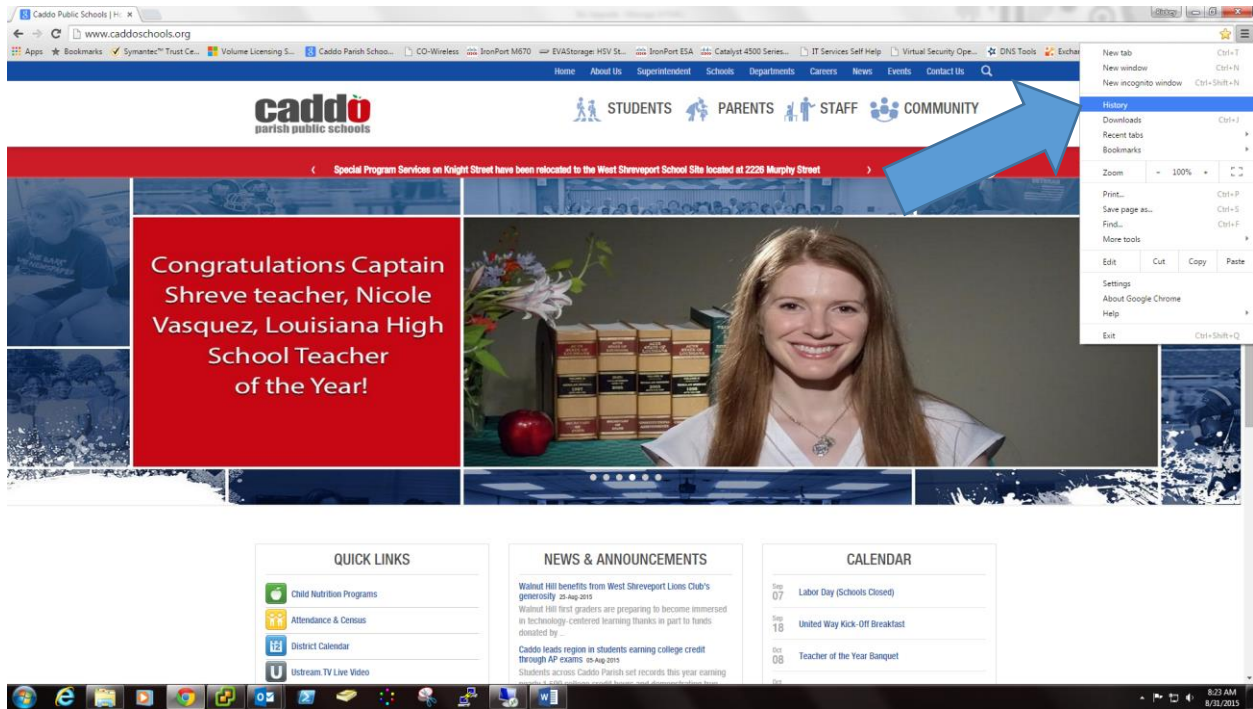 Caddo Public Schools | Ho
www.caddoschools.org
Apps Bookmarks Symantec™ Trust Ce... Volume Licensing S... Caddo Parish Schoo... CO-Wireless IronPort M670 EVAStorage: HSV St... IronPort ESA Catalyst 4500 Series... IT Services Self Help Virtual Security Ope... DNS Tools Exchan
Home About Us Superintendent Schools Departments Careers News Events Contact Us
caddo
parish public schools
STUDENTS PARENTS STAFF COMMUNITY
Special Program Services on Knight Street have been relocated to the West Shreveport School Site located at 2226 Murphy Street
New tab Ctrl+T
New window Ctrl+N
New incognito window Ctrl+Shift+N
History
Downloads Ctrl+J
Recent tabs
Bookmarks
Zoom - 100% +
Print... Ctrl+P
Save page as... Ctrl+S
Find... Ctrl+F
More tools
Edit Cut Copy Paste
Settings
About Google Chrome
Help
Exit Ctrl+Shift+Q
Congratulations Captain
Shreve teacher, Nicole
Vasquez, Louisiana High
School Teacher
of the Year!
QUICK LINKS
Child Nutrition Programs
Attendance & Census
12
District Calendar
U
Ustream.TV Live Video
NEWS & ANNOUNCEMENTS
Walnut Hill benefits from West Shreveport Lions Club's
generosity 25-Aug-2015
Walnut Hill first graders are preparing to become immersed
in technology-centered learning thanks in part to funds
donated by ..
Caddo leads region in students earning college credit
through AP exams 05-Aug-2015
Students across Caddo Parish set records this year earning
CALENDAR
Sep
07 Labor Day (Schools Closed)
Sep
18 United Way Kick-Off Breakfast
Oct
08 Teacher of the Year Banquet
Oct
8:23 AM
8/31/2015